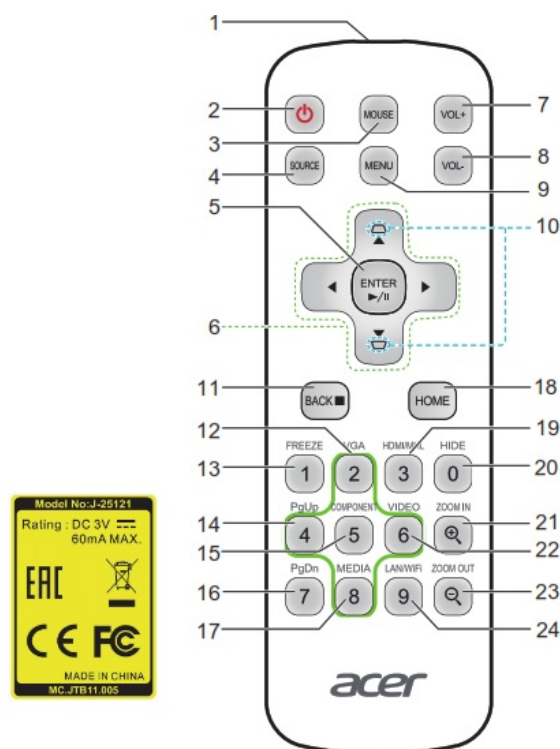 1
2
MOUSE
VOL+
7
3
8
4
SOURCE
MENU
VOL-
9
5
10
ENTER
6
11
18
BACK
HOME
12
19
FREEZE
VGA
HDMI/MHL
HIDE
13
1
2
3
0
20
14
PgUp
COMPONENT
VIDEO
ZOOM IN
21
4
5
6
15
22
PgDn
MEDIA
LAN/WiFi
ZOOM OUT
16
7
8
9
23
17
24
acer
Model No:J-25121
Rating : DC 3V
60mA MAX.
EAC
CE FC
MADE IN CHINA
MC.JTB11.005